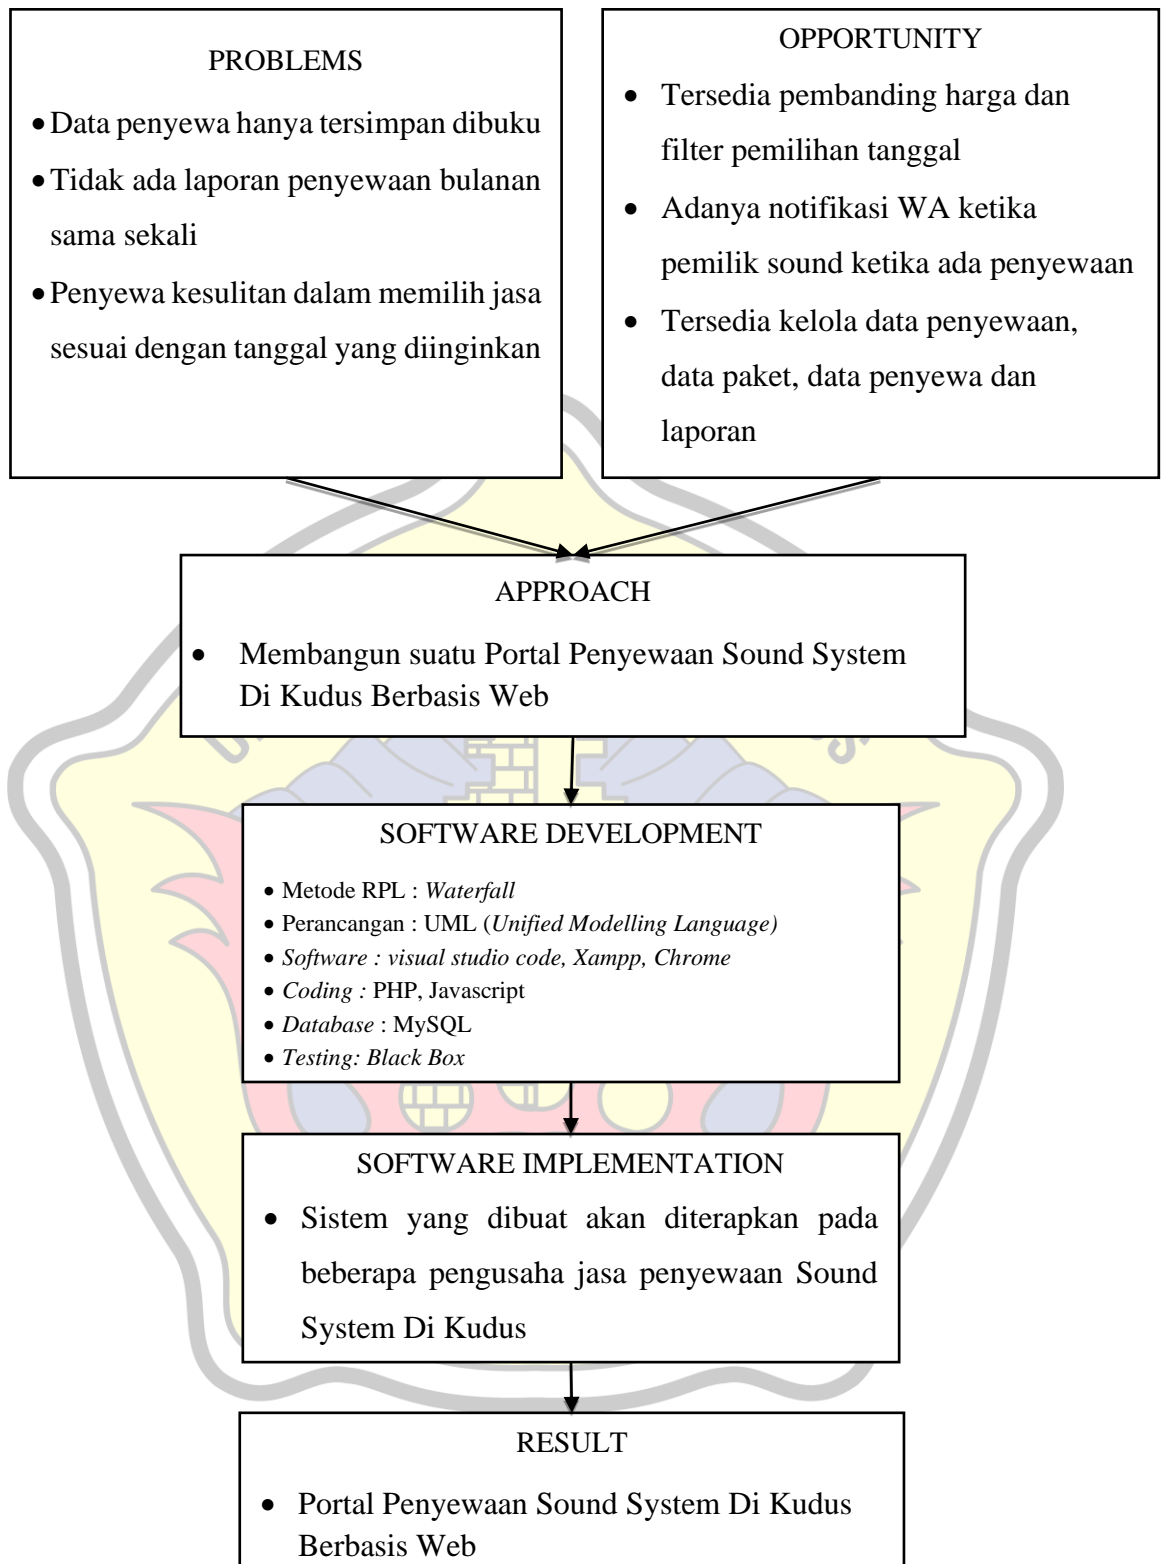 PROBLEMS
• Data penyewa hanya tersimpan dibuku
• Tidak ada laporan penyewaan bulanan
sama sekali
• Penyewa kesulitan dalam memilih jasa
sesuai dengan tanggal yang diinginkan
OPPORTUNITY
• Tersedia pembanding harga dan
filter pemilihan tanggal
• Adanya notifikasi WA ketika
pemilik sound ketika ada penyewaan
• Tersedia kelola data penyewaan,
data paket, data penyewa dan
laporan
APPROACH
• Membangun suatu Portal Penyewaan Sound System
Di Kudus Berbasis Web
SOFTWARE DEVELOPMENT
• Metode RPL : Waterfall
• Perancangan : UML (Unified Modelling Language)
• Software : visual studio code, Xampp, Chrome
• Coding : PHP, Javascript
• Database : MySQL
• Testing: Black Box
SOFTWARE IMPLEMENTATION
• Sistem yang dibuat akan diterapkan pada
beberapa pengusaha jasa penyewaan Sound
System Di Kudus
RESULT
• Portal Penyewaan Sound System Di Kudus
Berbasis Web